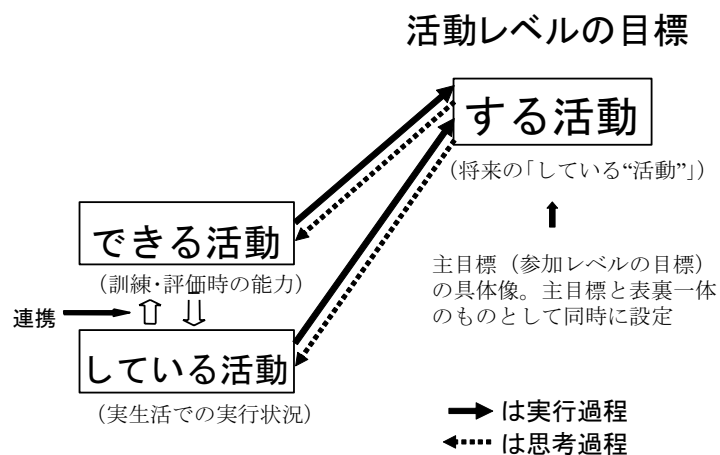 活動レベルの目標
する活動
(将来の｢している“活動”｣)
できる活動
(訓練･評価時の能力)
主目標（参加レベルの目標）
の具体像。主目標と表裏一体
のものとして同時に設定
連携
している活動
(実生活での実行状況)
は実行過程
は思考過程